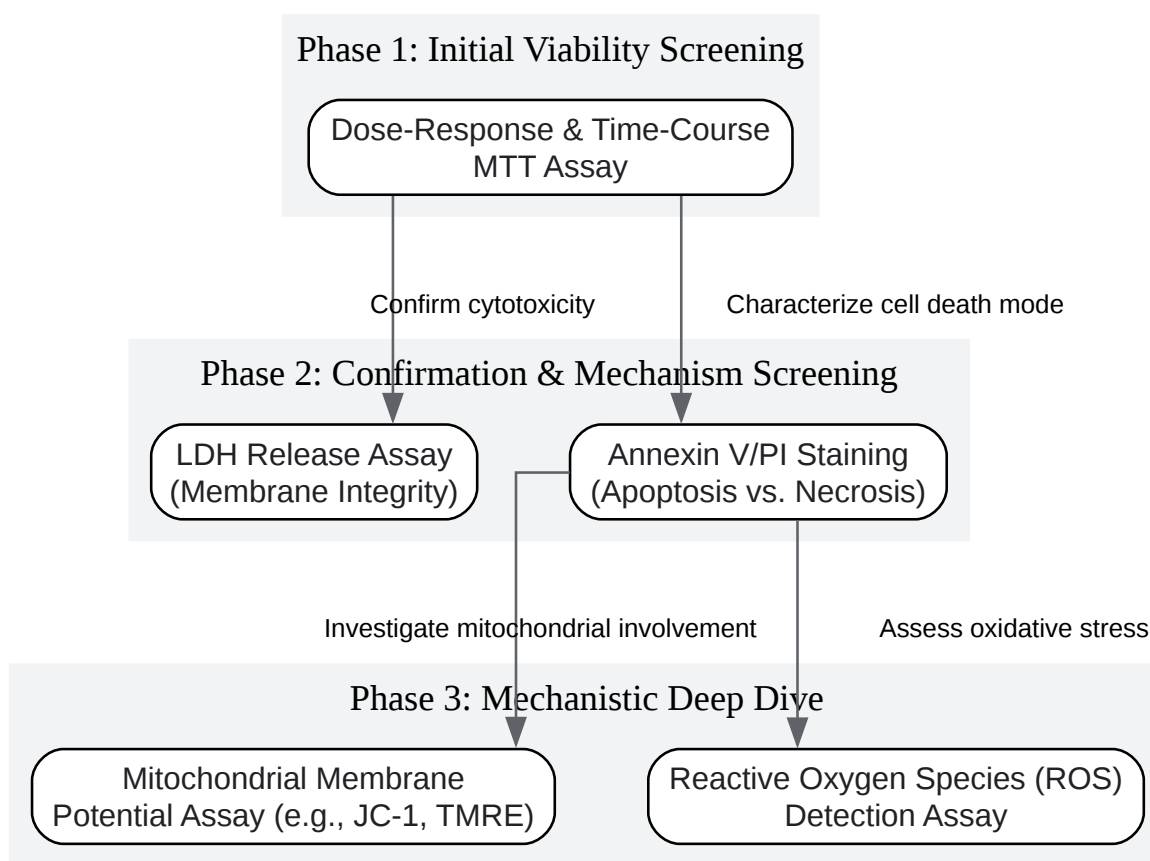 Phase 1: Initial Viability Screening
Dose-Response & Time-Course
MTT Assay
Confirm cytotoxicity
Characterize cell death mode
Phase 2: Confirmation & Mechanism Screening
LDH Release Assay
(Membrane Integrity)
Annexin V/PI Staining
(Apoptosis vs. Necrosis)
Investigate mitochondrial involvement
Assess oxidative stress
Phase 3: Mechanistic Deep Dive
Mitochondrial Membrane
Potential Assay (e.g., JC-1, TMRE)
Reactive Oxygen Species (ROS)
Detection Assay